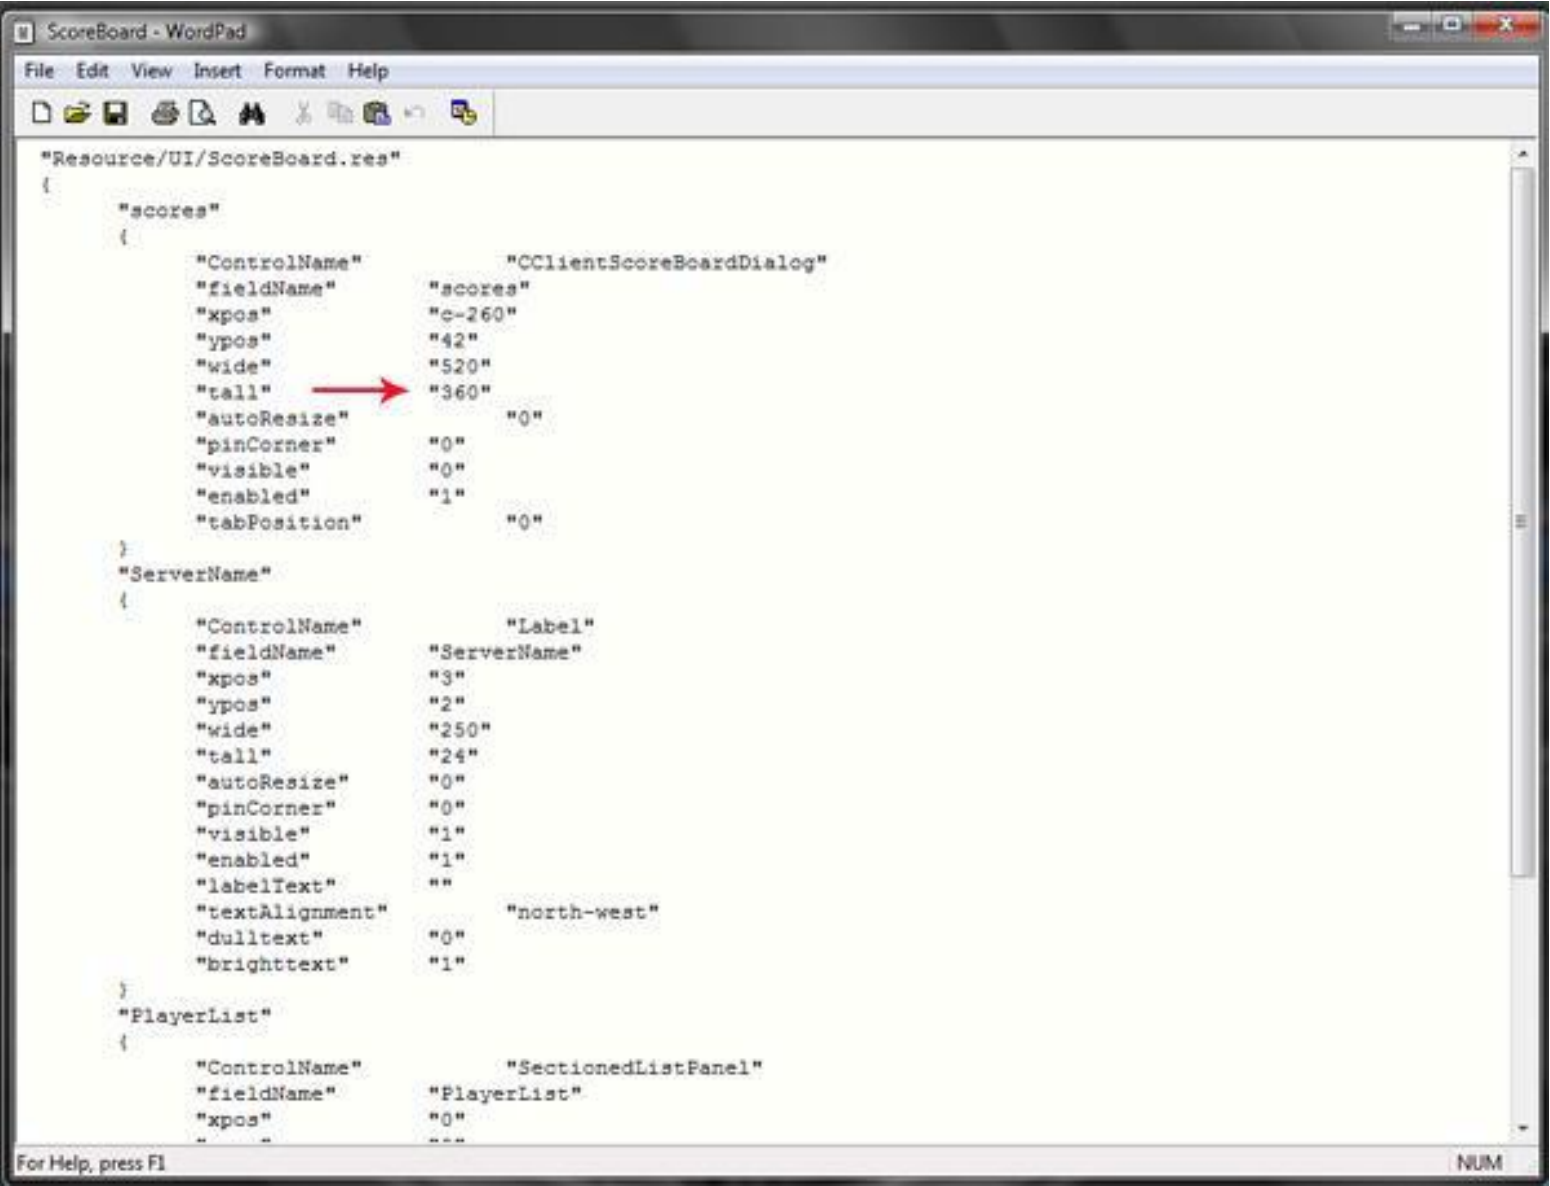 ScoreBoard - WordPad
File Edit View Insert Format Help
"Resource/UI/ScoreBoard.res"
{
"scores"
{
"ControlName" "CClientScoreBoardDialog"
"fieldName" "scores"
"xpos" "c-260"
"ypos" "42"
"wide" "520"
"tall" "360"
"autoResize" "0"
"pinCorner" "0"
"visible" "0"
"enabled" "1"
"tabPosition" "0"
}
"ServerName"
{
"ControlName" "Label"
"fieldName" "ServerName"
"xpos" "3"
"ypos" "2"
"wide" "250"
"tall" "24"
"autoResize" "0"
"pinCorner" "0"
"visible" "1"
"enabled" "1"
"labelText" ""
"textAlignment" "north-west"
"dulltext" "0"
"brighttext" "1"
}
"PlayerList"
{
"ControlName" "SectionedListPanel"
"fieldName" "PlayerList"
"xpos" "0"
For Help, press F1 NUM